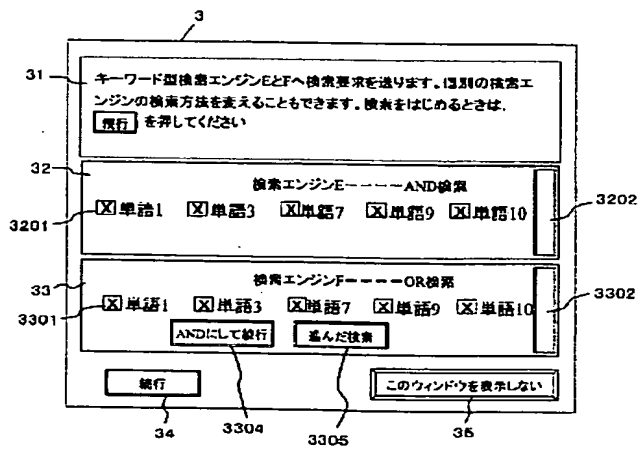 3
31
キーワード型検索エンジンEとFへ検索要求を送ります。個別の検索エ
ンジンの検索方法を変えることもできます。検索をはじめるときは、
続行 を押してください
32
検索エンジンE----AND検索
X 単語1 X 単語3 X 単語7 X 単語9 X 単語10
3201
3202
33
検索エンジンF----OR検索
X 単語1 X 単語3 X 単語7 X 単語9 X 単語10
3301
3302
ANDにして続行 進んだ検索
続行 このウィンドウを表示しない
34 3304 3305 35